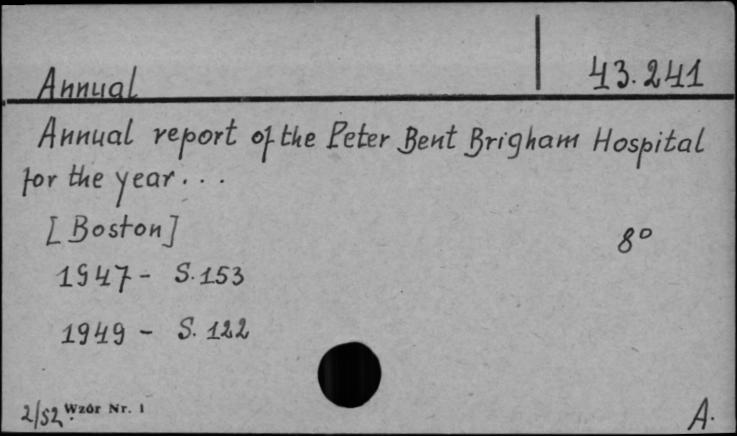 Annual 43.241
Annual report of the Peter Bent Brigham Hospital
for the year...
[Boston] 8°
1947 - S. 153
1949 - S. 122
2/52 Wzór Nr. 1 A.